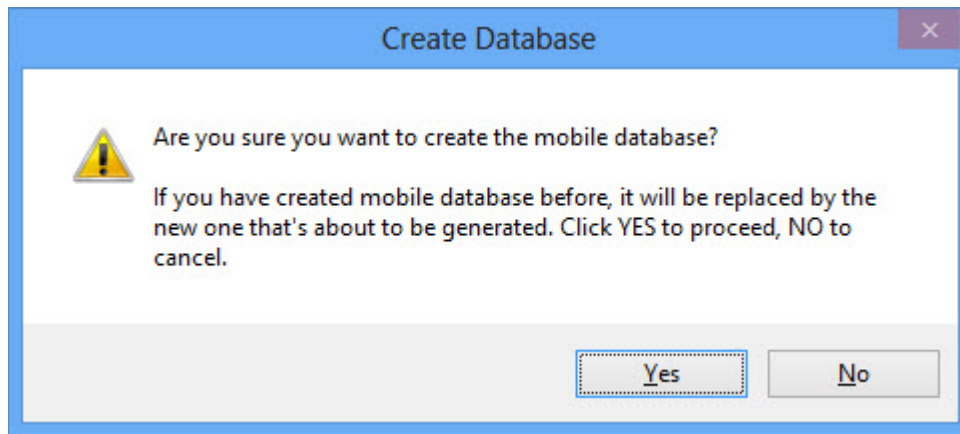 Create Database
Are you sure you want to create the mobile database?
If you have created mobile database before, it will be replaced by the
new one that's about to be generated. Click YES to proceed, NO to
cancel.
Yes
No